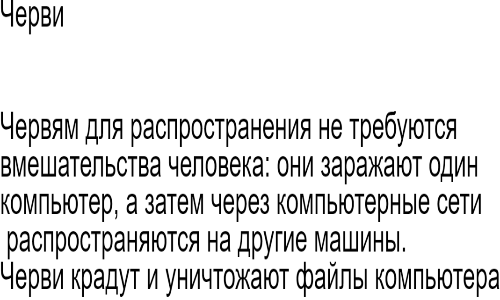 Черви
Червям для распространения не требуются
вмешательства человека: они заражают один
компьютер, а затем через компьютерные сети
распространяются на другие машины.
Черви крадут и уничтожают файлы компьютера